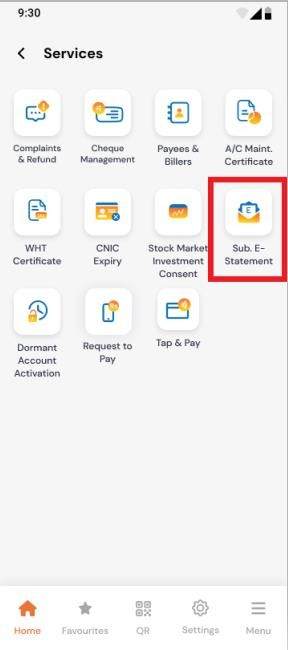 9:30
Services
Complaints
& Refund
Cheque
Management
Payees &
Billers
A/C Maint.
Certificate
WHT
Certificate
CNIC
Expiry
Stock Market
Investment
Consent
Sub. E-
Statement
Dormant
Account
Activation
Request to
Pay
Tap & Pay
Home
Favourites
QR
Settings
Menu